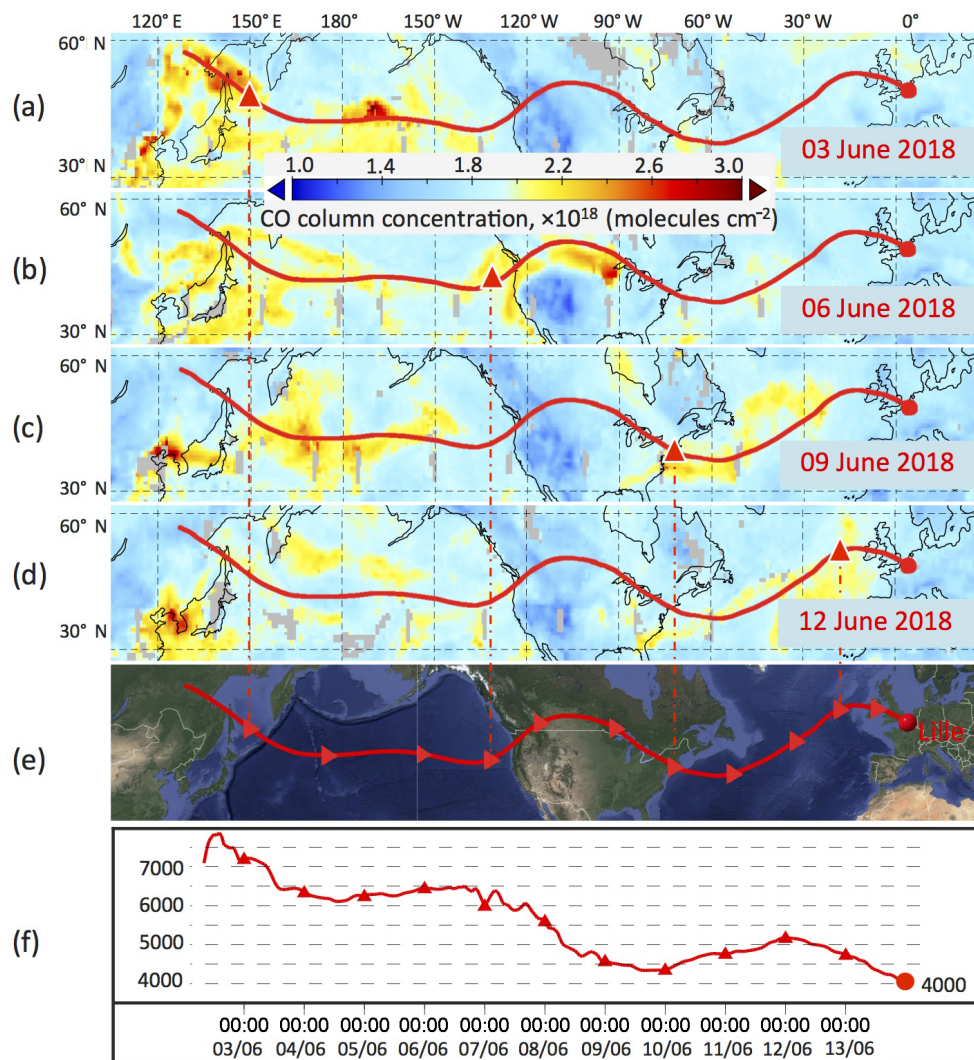 120° E 150° E 180° 150° W 120° W 90° W 60° W 30° W 0°
60° N
(a)
30° N
03 June 2018
1.0 1.4 1.8 2.2 2.6 3.0
CO column concentration, ×10¹⁸ (molecules cm⁻²)
60° N
(b)
30° N
06 June 2018
60° N
(c)
30° N
09 June 2018
60° N
(d)
30° N
12 June 2018
(e)
Lille
7000
6000
(f)
5000
4000
4000
00:00 00:00 00:00 00:00 00:00 00:00 00:00 00:00 00:00 00:00 00:00
03/06 04/06 05/06 06/06 07/06 08/06 09/06 10/06 11/06 12/06 13/06